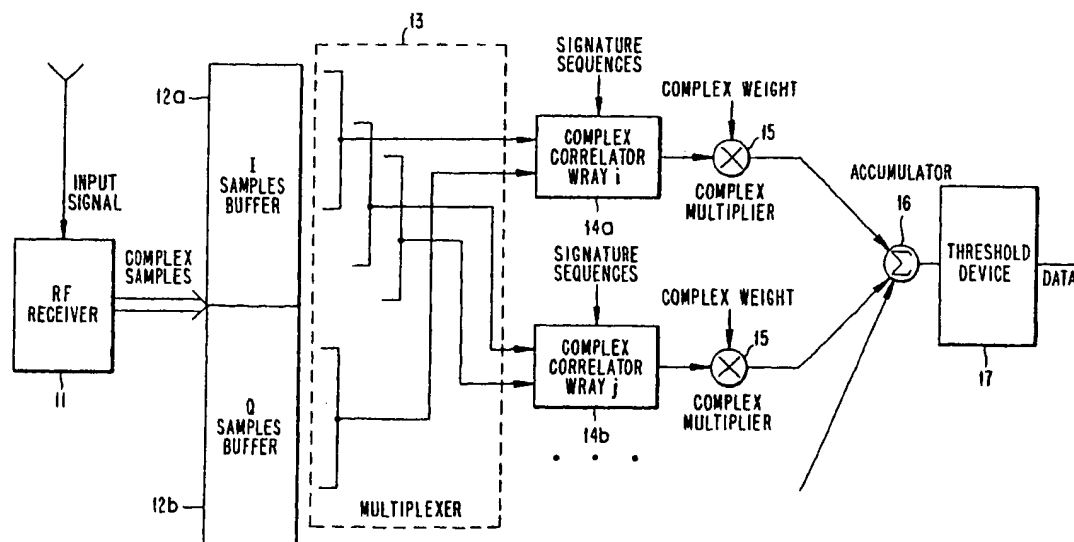 13
12a
I
SAMPLES
BUFFER
INPUT
SIGNAL
COMPLEX
SAMPLES
RF
RECEIVER
11
Q
SAMPLES
BUFFER
12b
MULTIPLEXER
SIGNATURE
SEQUENCES
COMPLEX
CORRELATOR
WRAY i
14a
COMPLEX WEIGHT
15
COMPLEX
MULTIPLIER
SIGNATURE
SEQUENCES
COMPLEX
CORRELATOR
WRAY j
14b
COMPLEX WEIGHT
15
COMPLEX
MULTIPLIER
ACCUMULATOR
16
Σ
THRESHOLD
DEVICE
17
DATA